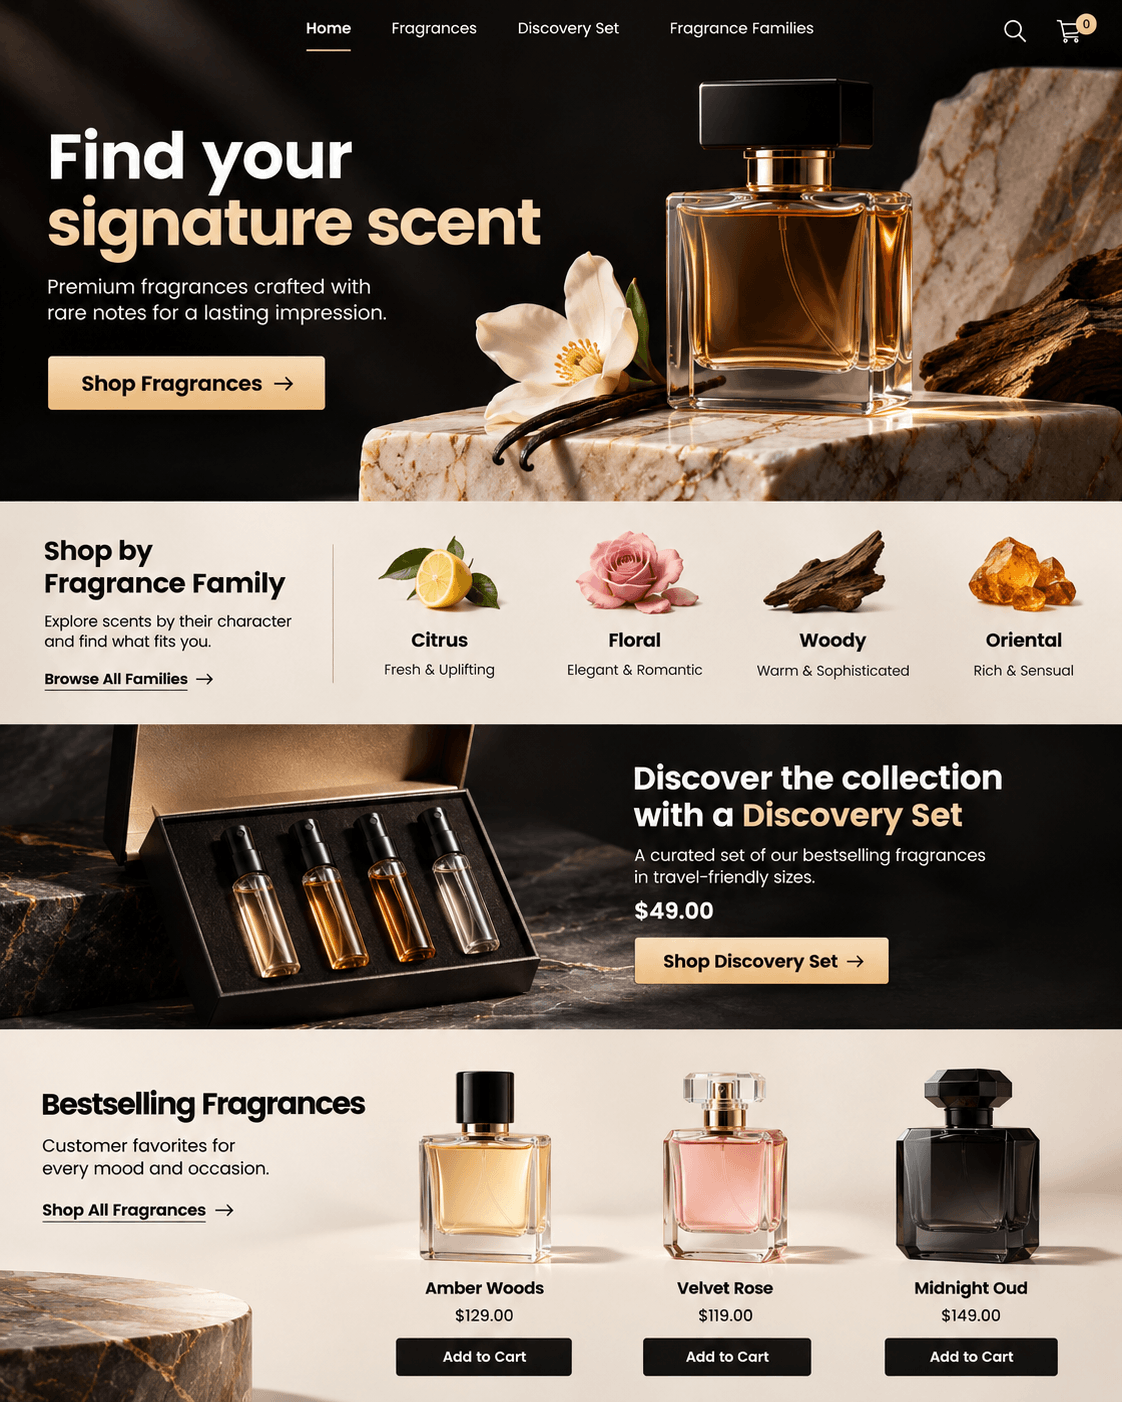 Home Fragrances Discovery Set Fragrance Families 0
Find your
signature scent
Premium fragrances crafted with
rare notes for a lasting impression.
Shop Fragrances →
Shop by
Fragrance Family
Explore scents by their character
and find what fits you.
Browse All Families →
Citrus
Fresh & Uplifting
Floral
Elegant & Romantic
Woody
Warm & Sophisticated
Oriental
Rich & Sensual
Discover the collection
with a Discovery Set
A curated set of our bestselling fragrances
in travel-friendly sizes.
$49.00
Shop Discovery Set →
Bestselling Fragrances
Customer favorites for
every mood and occasion.
Shop All Fragrances →
Amber Woods
$129.00
Add to Cart
Velvet Rose
$119.00
Add to Cart
Midnight Oud
$149.00
Add to Cart